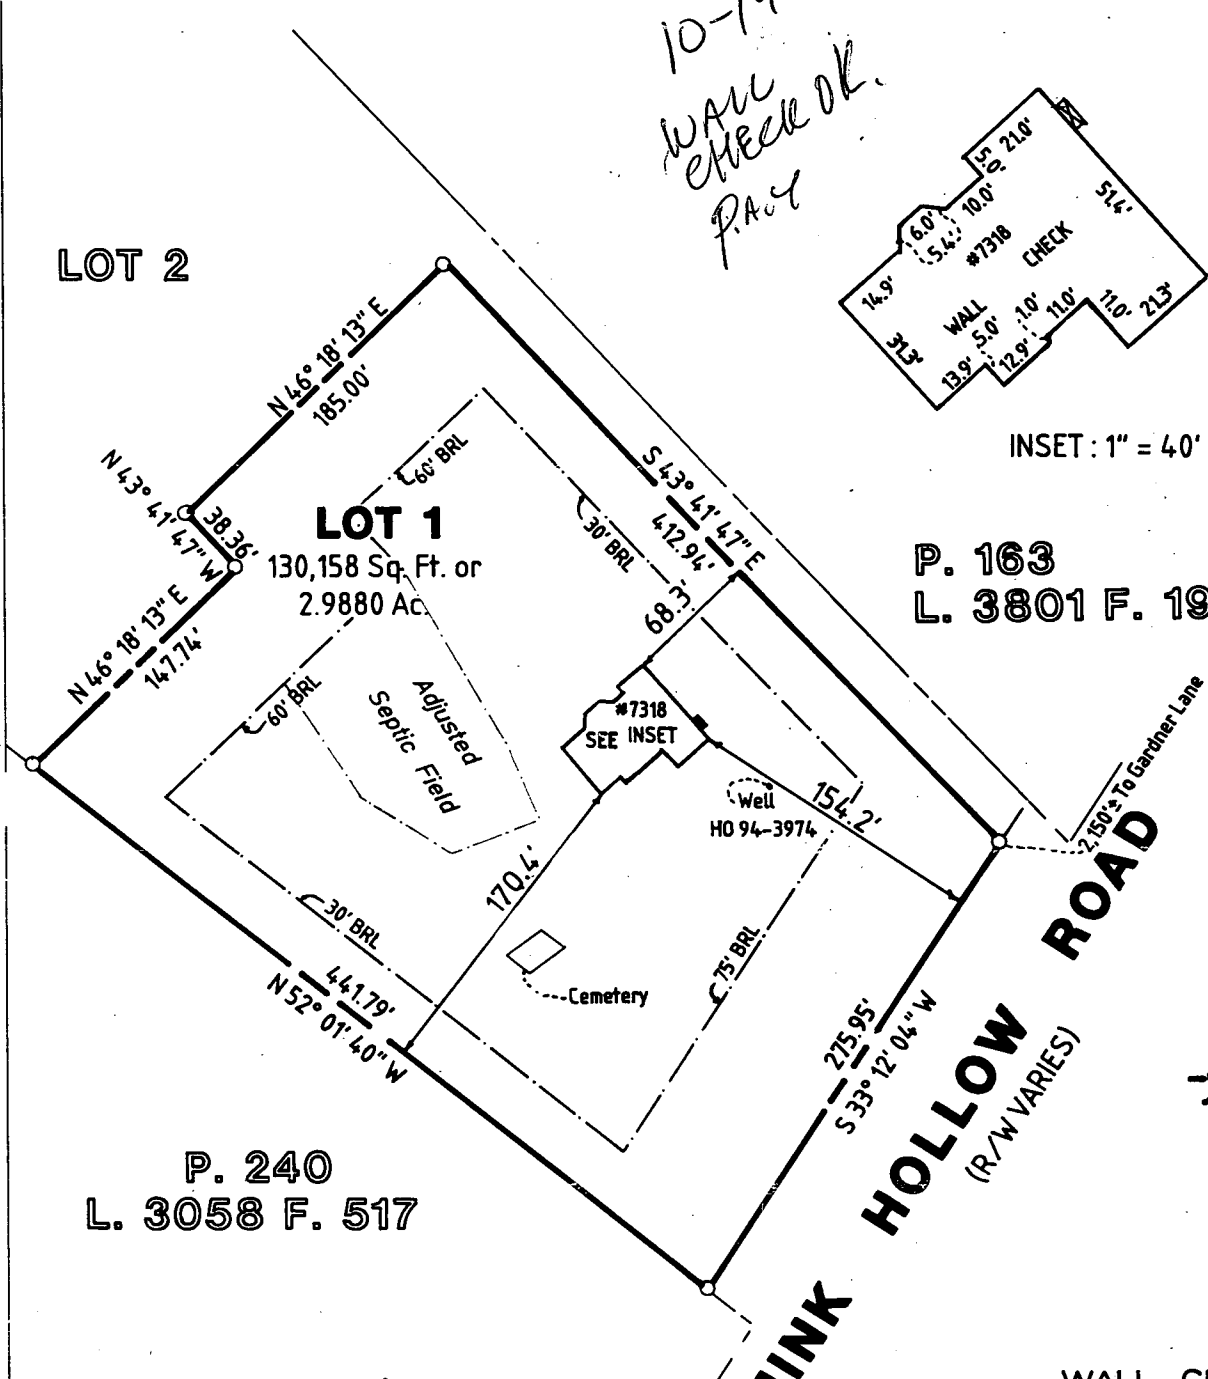 10-19
WALL
CHECK OK.
P.A.Y
LOT 2
N 46° 18' 13" E
185.00'
N 43° 41' 47" W
38.36'
LOT 1
130,158 Sq. Ft. or
2.9880 Ac.
N 46° 18' 13" E
147.74'
60' BRL
60' BRL
30' BRL
S 43° 41' 47" E
412.94'
68.3'
21.0'
5.0'
10.0'
6.0'
5.4'
#7318
51.4'
WALL CHECK
14.9'
31.3'
13.9'
5.0'
12.9'
1.0'
11.0'
11.0'
21.3'
INSET : 1" = 40'
P. 163
L. 3801 F. 19
Adjusted
Septic Field
#7318
SEE INSET
Well
HO 94-3974
154.2'
170.4'
30' BRL
75' BRL
Cemetery
441.79'
N 52° 01' 40" W
275.95'
S 33° 12' 04" W
2,150'± To Gardner Lane
MINK HOLLOW ROAD
(R/W VARIES)
P. 240
L. 3058 F. 517